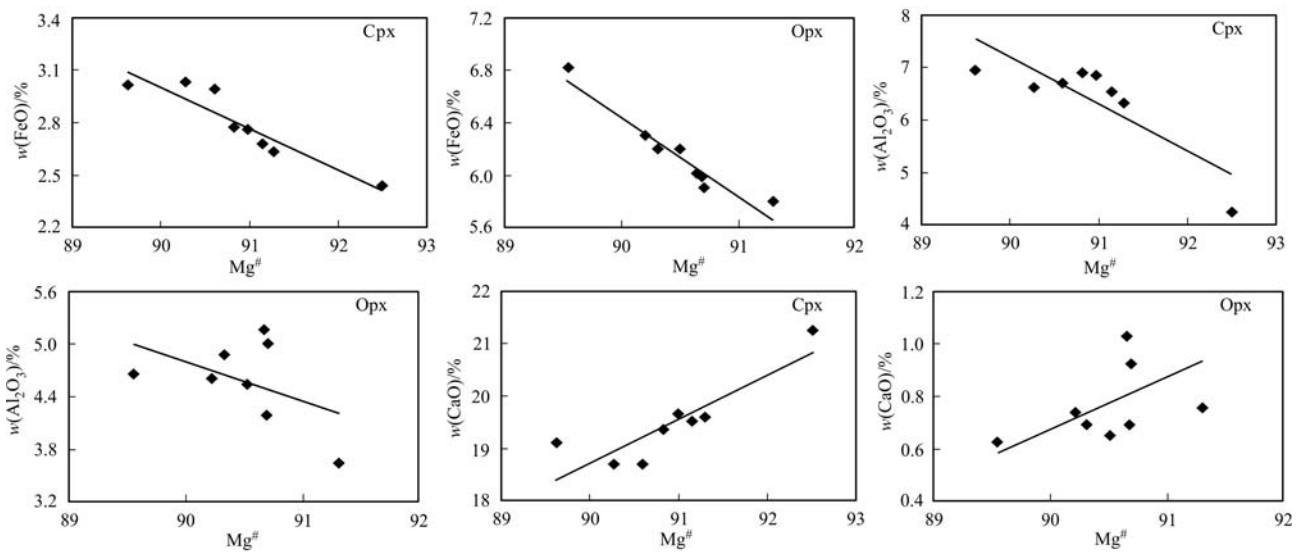 3.4
3.1
2.8
2.5
2.2
w(FeO)/%
Cpx
89 90 91 92 93
Mg#
7.2
6.8
6.4
6.0
5.6
w(FeO)/%
Opx
89 90 91 92
Mg#
8
7
6
5
4
w(Al₂O₃)/%
Cpx
89 90 91 92 93
Mg#
5.6
5.0
4.4
3.8
3.2
w(Al₂O₃)/%
Opx
89 90 91 92
Mg#
22
21
20
19
18
w(CaO)/%
Cpx
89 90 91 92 93
Mg#
1.2
1.0
0.8
0.6
0.4
w(CaO)/%
Opx
89 90 91 92
Mg#